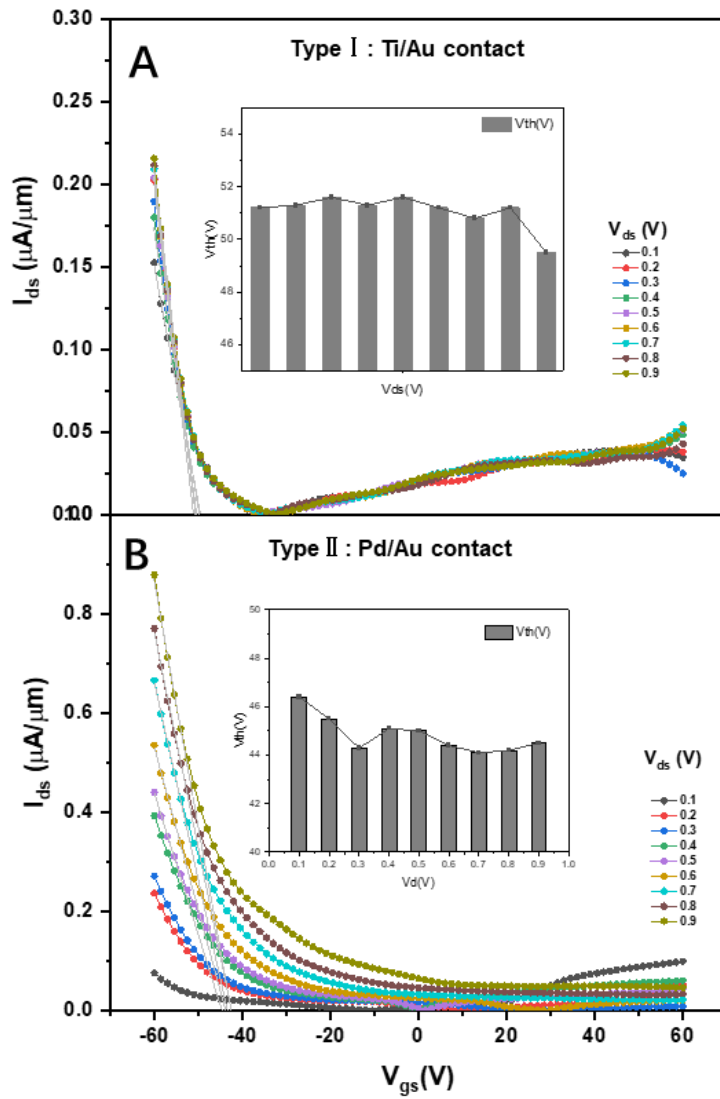 A
Type Ⅰ : Ti/Au contact
0.30
0.25
0.20
0.15
0.10
0.05
0.00
I_ds (μA/μm)
54
52
50
48
46
Vth(V)
Vth(V)
Vds(V)
V_ds (V)
0.1
0.2
0.3
0.4
0.5
0.6
0.7
0.8
0.9
B
Type Ⅱ : Pd/Au contact
1.0
0.8
0.6
0.4
0.2
0.0
I_ds (μA/μm)
50
48
46
44
42
40
Vth(V)
Vth(V)
0.0 0.1 0.2 0.3 0.4 0.5 0.6 0.7 0.8 0.9 1.0
Vd(V)
V_ds (V)
0.1
0.2
0.3
0.4
0.5
0.6
0.7
0.8
0.9
-60 -40 -20 0 20 40 60
V_gs(V)